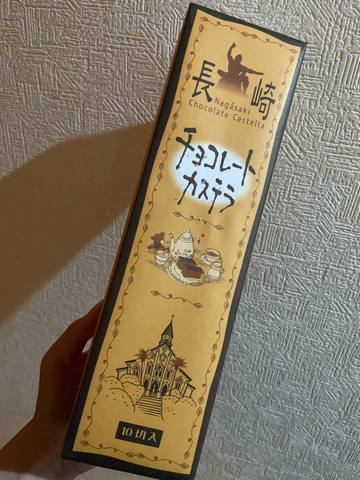 長崎
Nagasaki
Chocolate Castella
チョコレート
カステラ
10切入